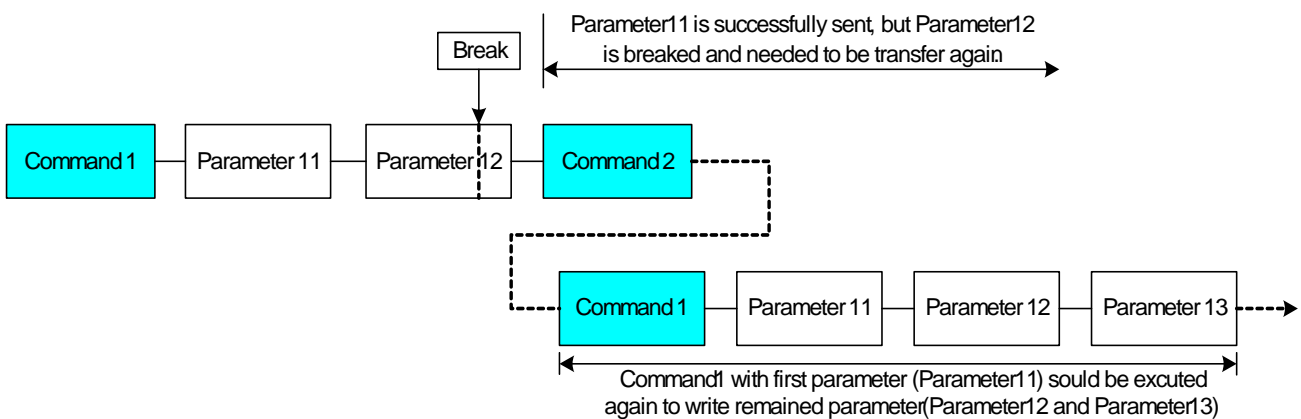 Parameter11 is successfully sent, but Parameter12
is breaked and needed to be transfer again.
Break
Command 1
Parameter 11
Parameter 12
Command 2
Command 1
Parameter 11
Parameter 12
Parameter 13
Command1 with first parameter (Parameter11) sould be excuted
again to write remained parameter(Parameter12 and Parameter13)